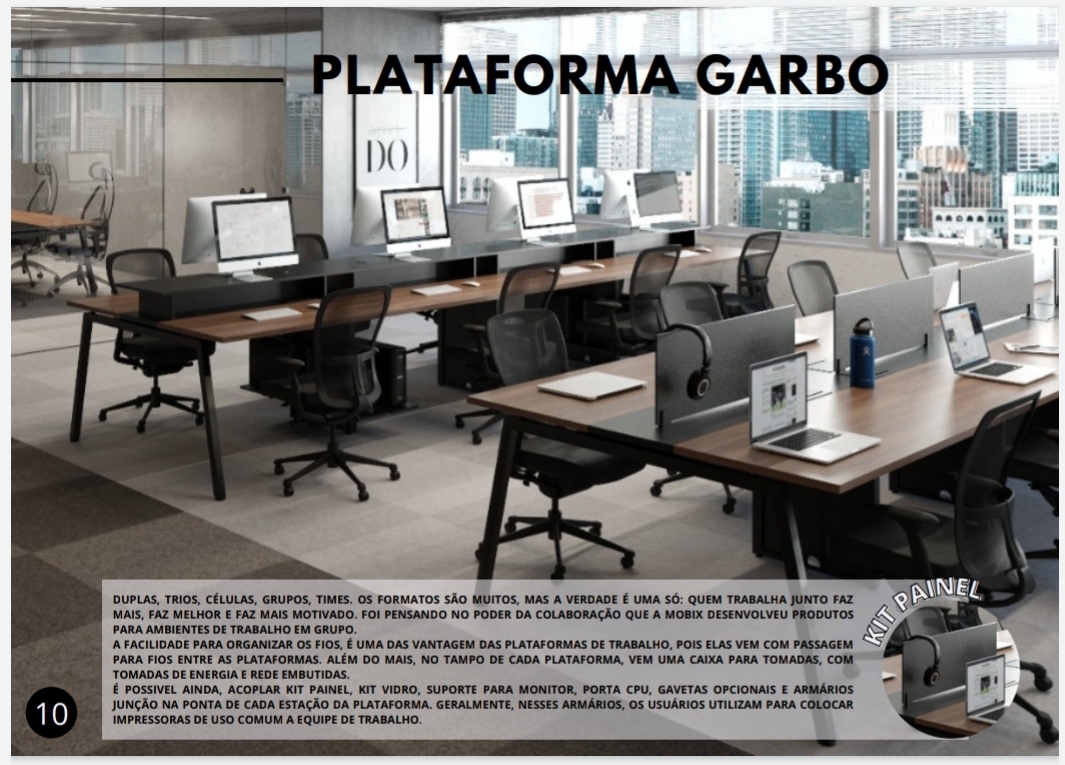 PLATAFORMA GARBO
DO
DUPLAS, TRIOS, CÉLULAS, GRUPOS, TIMES. OS FORMATOS SÃO MUITOS, MAS A VERDADE É UMA SÓ: QUEM TRABALHA JUNTO FAZ
MAIS, FAZ MELHOR E FAZ MAIS MOTIVADO. FOI PENSANDO NO PODER DA COLABORAÇÃO QUE A MOBIX DESENVOLVEU PRODUTOS
PARA AMBIENTES DE TRABALHO EM GRUPO.
A FACILIDADE PARA ORGANIZAR OS FIOS, É UMA DAS VANTAGEM DAS PLATAFORMAS DE TRABALHO, POIS ELAS VEM COM PASSAGEM
PARA FIOS ENTRE AS PLATAFORMAS. ALÉM DO MAIS, NO TAMPO DE CADA PLATAFORMA, VEM UMA CAIXA PARA TOMADAS, COM
TOMADAS DE ENERGIA E REDE EMBUTIDAS.
É POSSIVEL AINDA, ACOPLAR KIT PAINEL, KIT VIDRO, SUPORTE PARA MONITOR, PORTA CPU, GAVETAS OPCIONAIS E ARMÁRIOS
JUNÇÃO NA PONTA DE CADA ESTAÇÃO DA PLATAFORMA. GERALMENTE, NESSES ARMÁRIOS, OS USUÁRIOS UTILIZAM PARA COLOCAR
IMPRESSORAS DE USO COMUM A EQUIPE DE TRABALHO.
KIT PAINEL
10